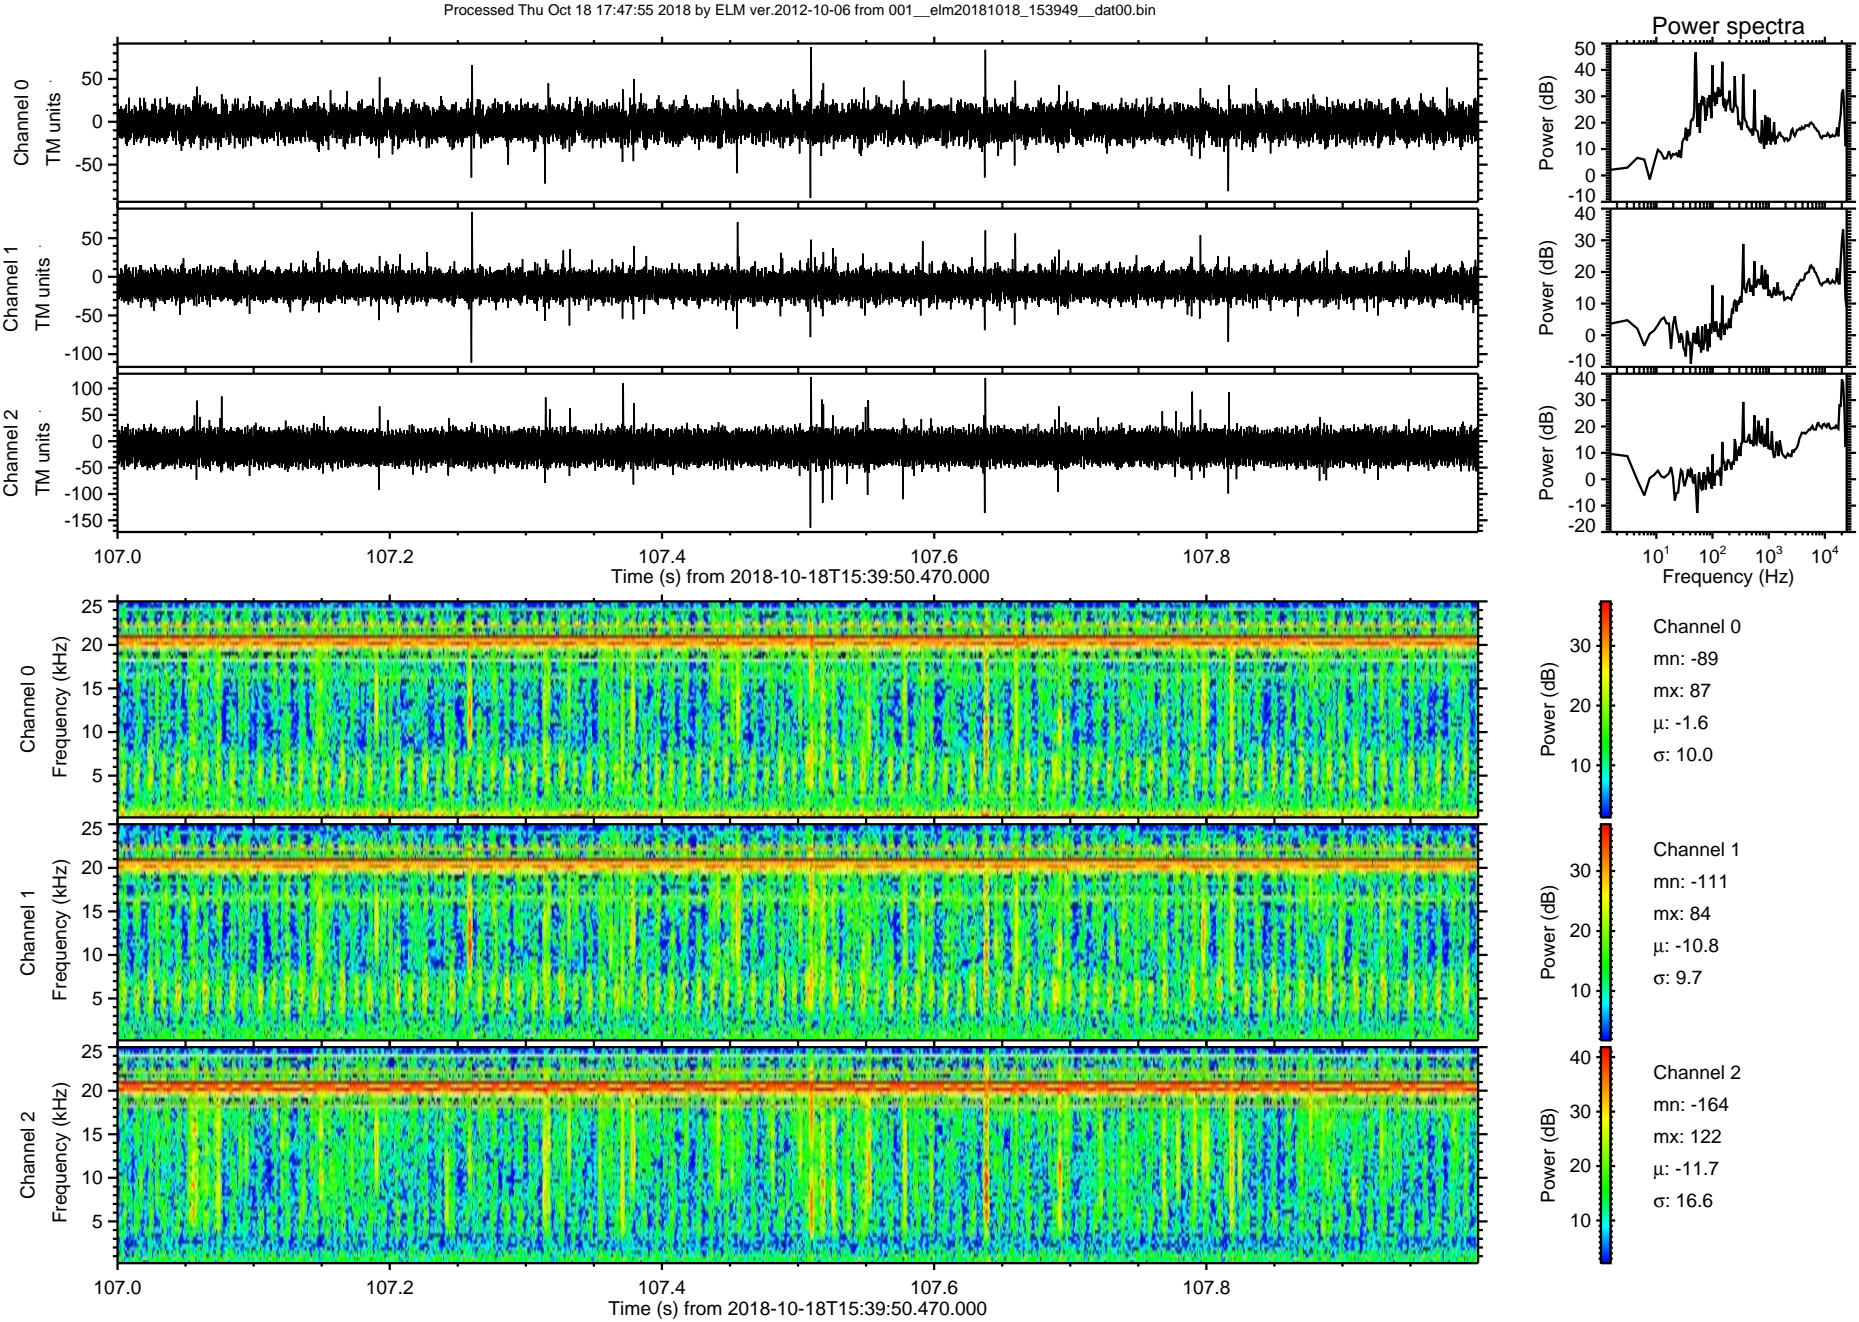 Processed Thu Oct 18 17:47:55 2018 by ELM ver.2012-10-06 from 001__elm20181018_153949__dat00.bin
Power spectra
Channel 0
TM units
50
0
-50
Power (dB)
50
40
30
20
10
0
-10
Channel 1
TM units
50
0
-50
-100
Power (dB)
40
30
20
10
0
-10
Channel 2
TM units
100
50
0
-50
-100
-150
Power (dB)
40
30
20
10
0
-10
-20
107.0 107.2 107.4 107.6 107.8
Time (s) from 2018-10-18T15:39:50.470.000
10¹ 10² 10³ 10⁴
Frequency (Hz)
Channel 0
Frequency (kHz)
25
20
15
10
5
Power (dB)
30
20
10
Channel 0
mn: -89
mx: 87
μ: -1.6
σ: 10.0
Channel 1
Frequency (kHz)
25
20
15
10
5
Power (dB)
30
20
10
Channel 1
mn: -111
mx: 84
μ: -10.8
σ: 9.7
Channel 2
Frequency (kHz)
25
20
15
10
5
Power (dB)
40
30
20
10
Channel 2
mn: -164
mx: 122
μ: -11.7
σ: 16.6
107.0 107.2 107.4 107.6 107.8
Time (s) from 2018-10-18T15:39:50.470.000